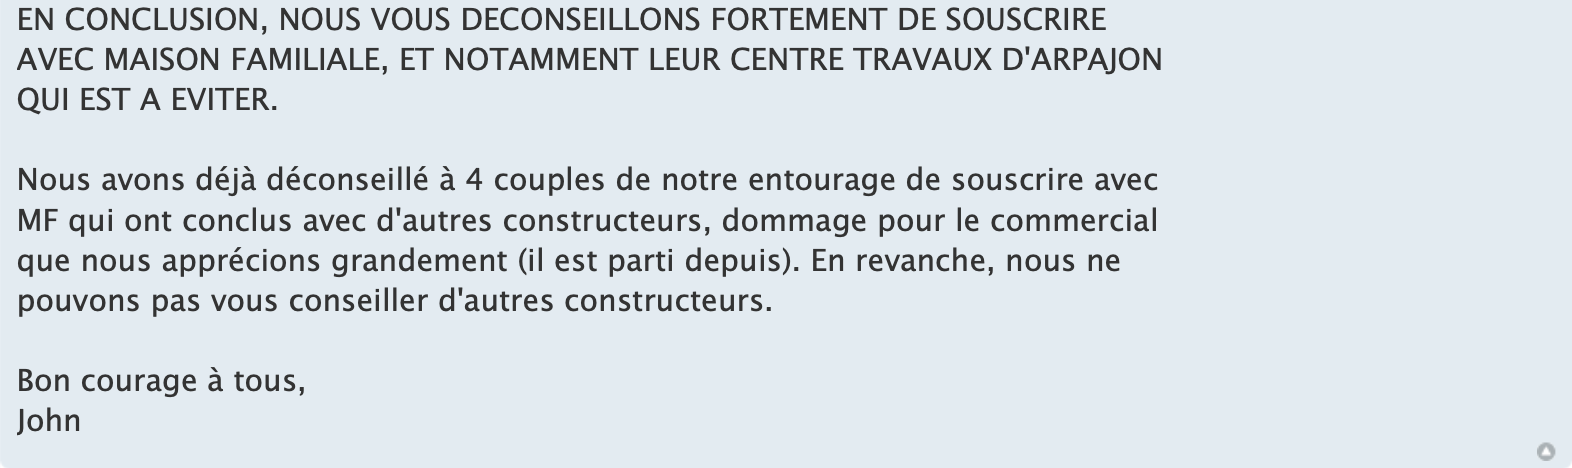 EN CONCLUSION, NOUS VOUS DECONSEILLONS FORTEMENT DE SOUSCRIRE
AVEC MAISON FAMILIALE, ET NOTAMMENT LEUR CENTRE TRAVAUX D'ARPAJON
QUI EST A EVITER.
Nous avons déjà déconseillé à 4 couples de notre entourage de souscrire avec
MF qui ont conclus avec d'autres constructeurs, dommage pour le commercial
que nous apprécions grandement (il est parti depuis). En revanche, nous ne
pouvons pas vous conseiller d'autres constructeurs.
Bon courage à tous,
John